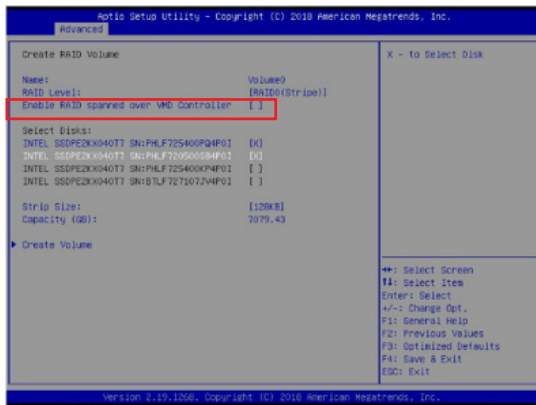 Aptio Setup Utility - Copyright (C) 2018 American Megatrends, Inc.
Advanced
Create RAID Volume
Name: Volume0
RAID Level: [RAID0(Stripe)]
Enable RAID spanned over VMD Controller [ ]
Select Disks:
INTEL SSDPE2KX040T7 SN:PHLF725400PQ4P0I [X]
INTEL SSDPE2KX040T7 SN:PHLF720500SB4P0I [X]
INTEL SSDPE2KX040T7 SN:PHLF725400KP4P0I [ ]
INTEL SSDPE2KX040T7 SN:BTLF727107JV4P0I [ ]
Strip Size: [128KB]
Capacity (GB): 7079.43
Create Volume
X - to Select Disk
: Select Screen
: Select Item
Enter: Select
+/-: Change Opt.
F1: General Help
F2: Previous Values
F3: Optimized Defaults
F4: Save & Exit
ESC: Exit
Version 2.19.1268. Copyright (C) 2018 American Megatrends, Inc.